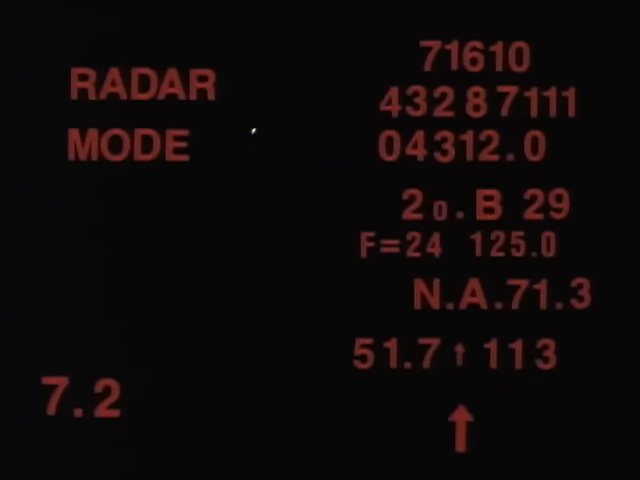 RADAR
MODE
71610
43287111
04312.0
20.B 29
F=24 125.0
N.A.71.3
51.7↑113
↑
7.2